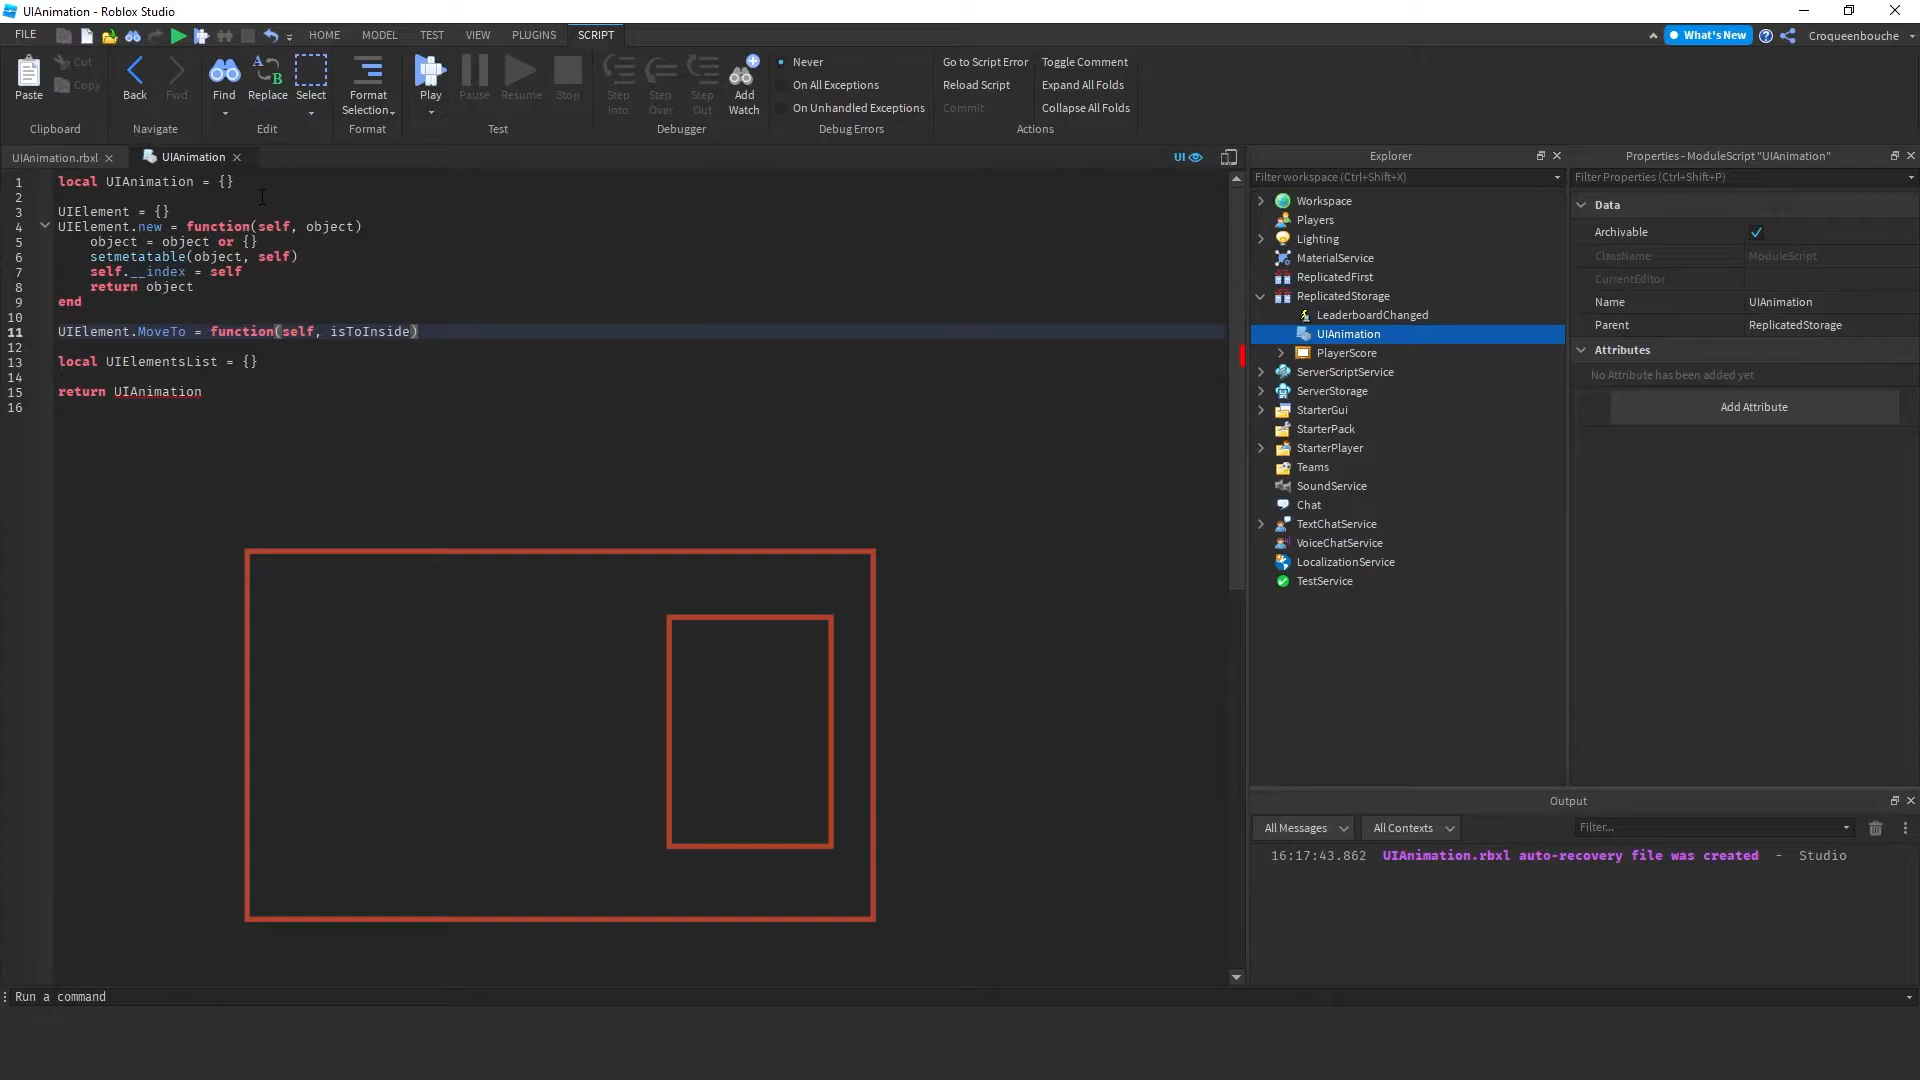 UIAnimation - Roblox Studio
FILE HOME MODEL TEST VIEW PLUGINS SCRIPT What's New Croqueenbouche
Paste Cut Copy Back Fwd Find Replace Select Format Selection Play Pause Resume Stop Step Into Step Over Step Out Add Watch
Never
On All Exceptions
On Unhandled Exceptions
Go to Script Error
Reload Script
Commit
Toggle Comment
Expand All Folds
Collapse All Folds
Clipboard Navigate Edit Format Test Debugger Debug Errors Actions
UIAnimation.rbxl UIAnimation UI
1 local UIAnimation = {}
2
3 UIElement = {}
4 UIElement.new = function(self, object)
5 object = object or {}
6 setmetatable(object, self)
7 self.__index = self
8 return object
9 end
10
11 UIElement.MoveTo = function(self, isToInside)
12
13 local UIElementsList = {}
14
15 return UIAnimation
16
Explorer
Filter workspace (Ctrl+Shift+X)
Workspace
Players
Lighting
MaterialService
ReplicatedFirst
ReplicatedStorage
LeaderboardChanged
UIAnimation
PlayerScore
ServerScriptService
ServerStorage
StarterGui
StarterPack
StarterPlayer
Teams
SoundService
Chat
TextChatService
VoiceChatService
LocalizationService
TestService
Properties - ModuleScript "UIAnimation"
Filter Properties (Ctrl+Shift+P)
Data
Archivable
ClassName ModuleScript
CurrentEditor
Name UIAnimation
Parent ReplicatedStorage
Attributes
No Attribute has been added yet
Add Attribute
Output
All Messages All Contexts Filter...
16:17:43.862 UIAnimation.rbxl auto-recovery file was created - Studio
Run a command